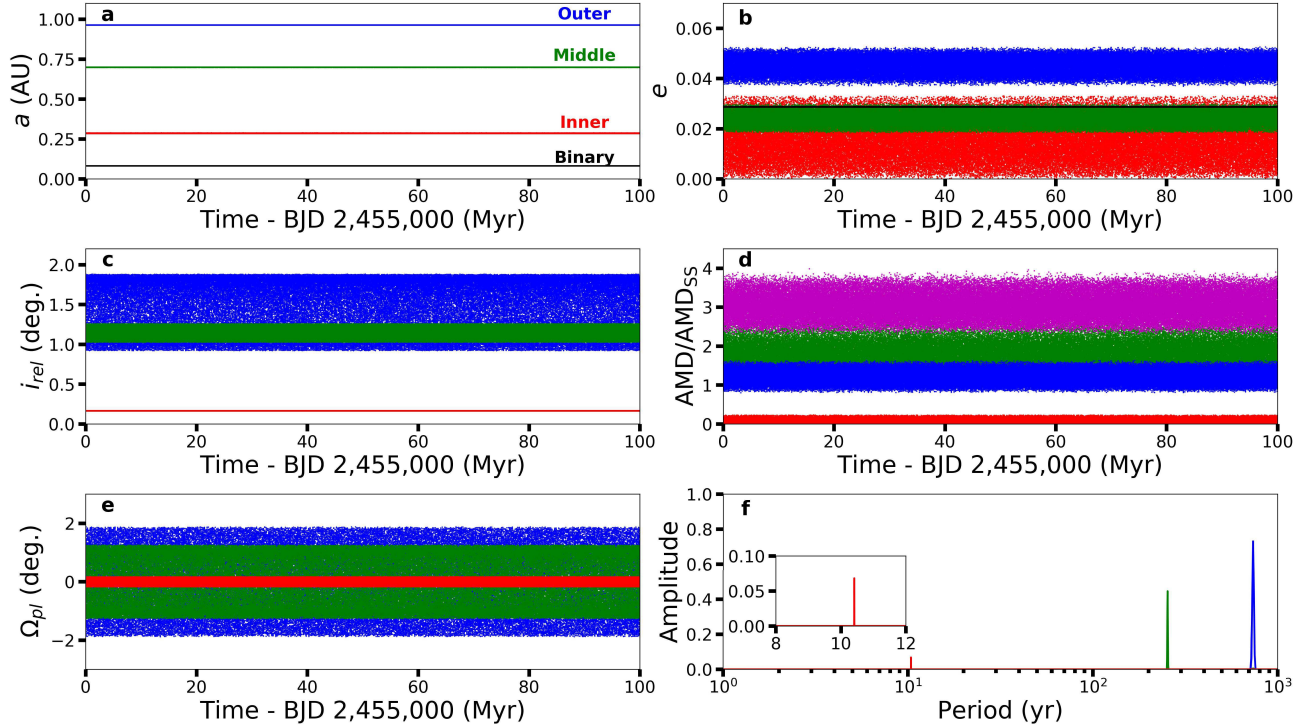 a
Outer
Middle
Inner
Binary
1.00
0.75
0.50
0.25
0.00
a (AU)
0 20 40 60 80 100
Time - BJD 2,455,000 (Myr)
b
0.06
0.04
0.02
0.00
e
0 20 40 60 80 100
Time - BJD 2,455,000 (Myr)
c
2.0
1.5
1.0
0.5
0.0
i_rel (deg.)
0 20 40 60 80 100
Time - BJD 2,455,000 (Myr)
d
4
3
2
1
0
AMD/AMD_SS
0 20 40 60 80 100
Time - BJD 2,455,000 (Myr)
e
2
0
−2
Ω_pl (deg.)
0 20 40 60 80 100
Time - BJD 2,455,000 (Myr)
f
1.0
0.8
0.6
0.4
0.2
0.0
Amplitude
0.10
0.05
0.00
8 10 12
10^0 10^1 10^2 10^3
Period (yr)